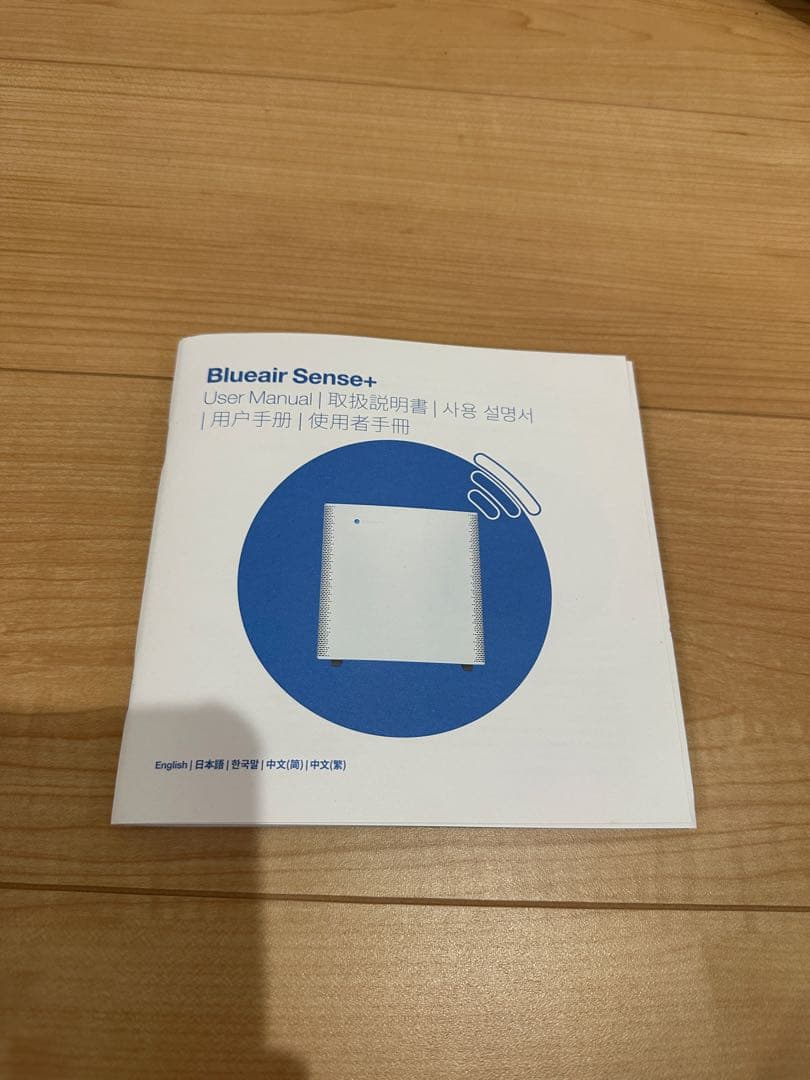 Blueair Sense+
User Manual | 取扱説明書 | 사용 설명서
| 用户手册 | 使用者手冊
English | 日本語 | 한국말 | 中文(简) | 中文(繁)